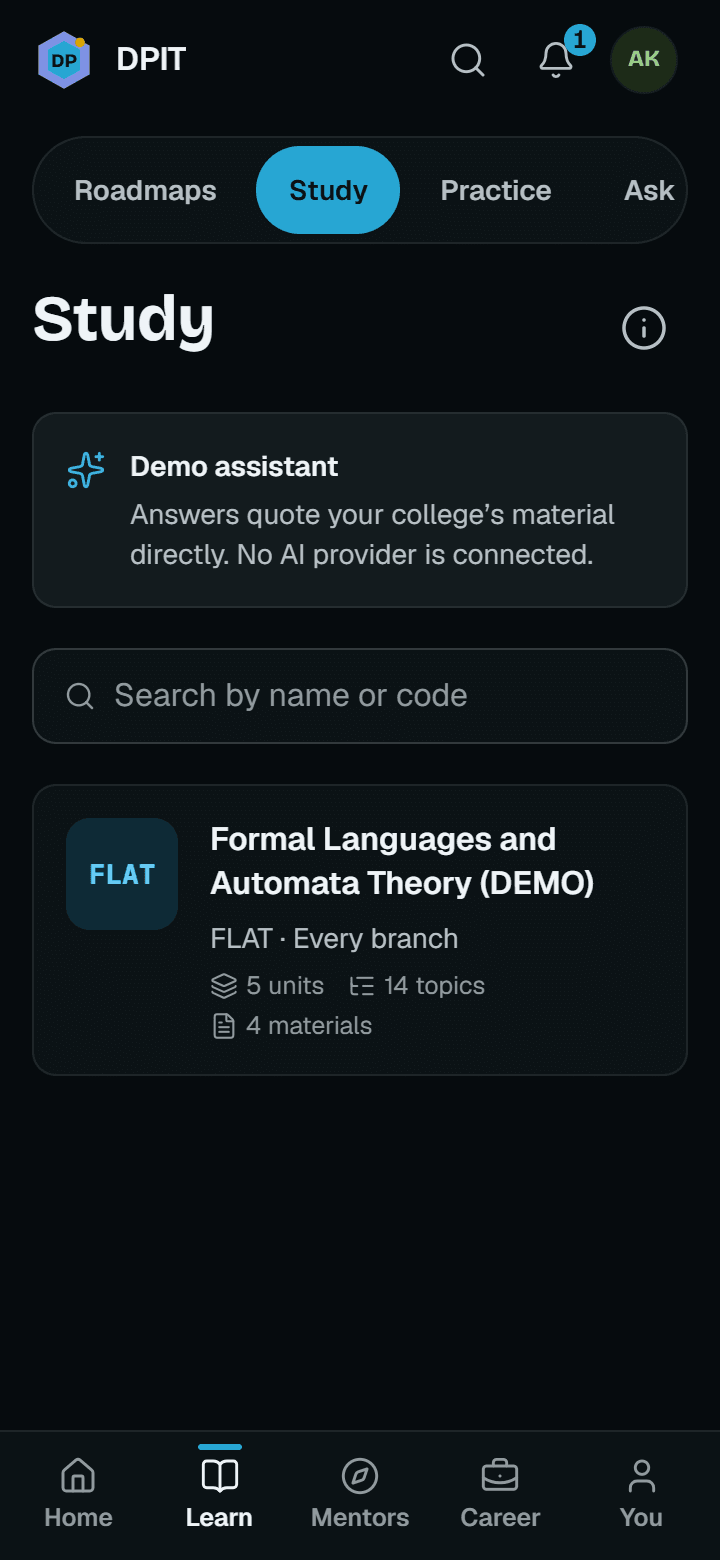 DP
DPIT
1
AK
Roadmaps
Study
Practice
Ask
Study
Demo assistant
Answers quote your college’s material
directly. No AI provider is connected.
Search by name or code
FLAT
Formal Languages and
Automata Theory (DEMO)
FLAT · Every branch
5 units
14 topics
4 materials
Home
Learn
Mentors
Career
You